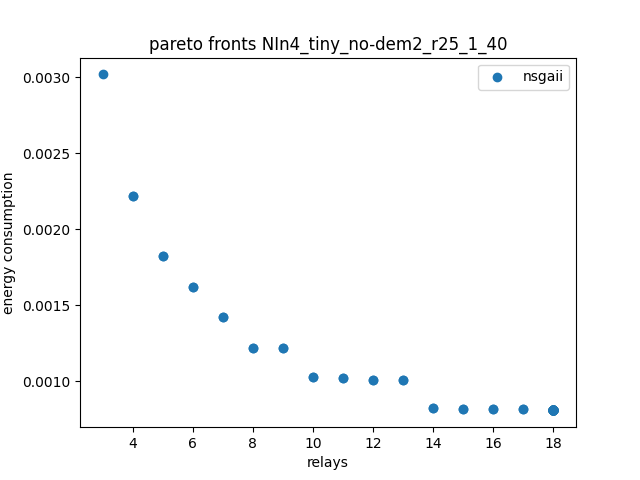 pareto fronts NIn4_tiny_no-dem2_r25_1_40
nsgaii
0.0030
0.0025
0.0020
0.0015
0.0010
energy consumption
4 6 8 10 12 14 16 18
relays